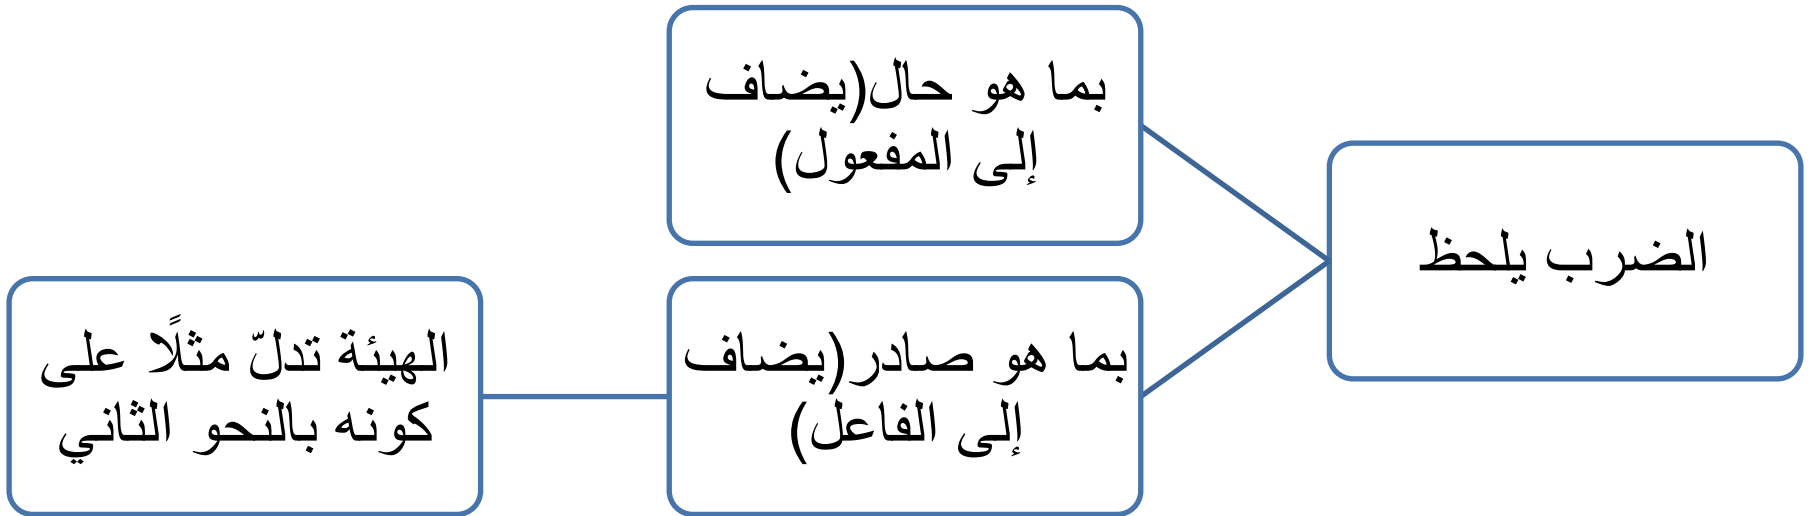 الضرب يلحظ
بما هو حال(يضاف
إلى المفعول)
بما هو صادر(يضاف
إلى الفاعل)
الهيئة تدلّ مثلًا على
كونه بالنحو الثاني